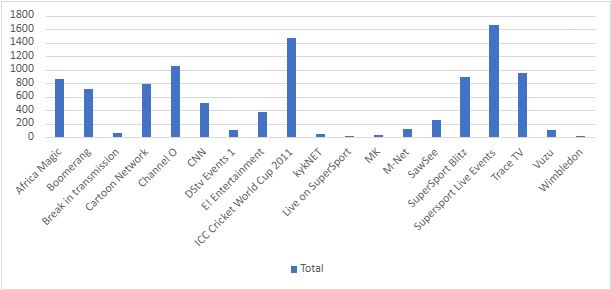 1800
1600
1400
1200
1000
800
600
400
200
0
Africa Magic
Boomerang
Break in transmission
Cartoon Network
Channel O
CNN
DStv Events 1
E! Entertainment
ICC Cricket World Cup 2011
kykNET
Live on SuperSport
MK
M-Net
SawSee
SuperSport Blitz
Supersport Live Events
Trace TV
Vuzu
Wimbledon
Total